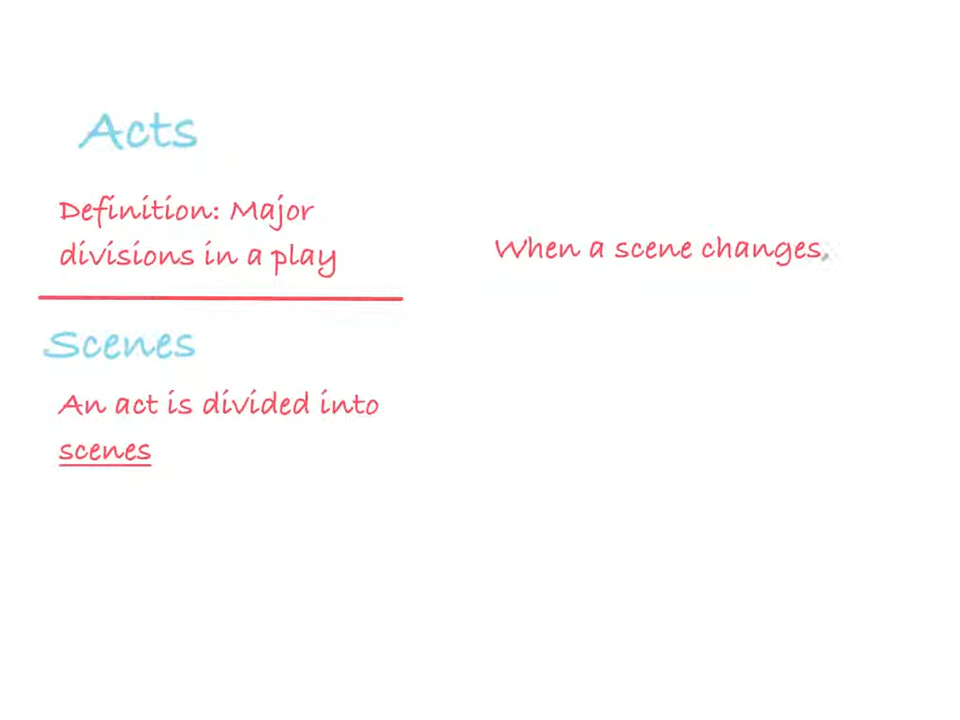 Acts
Definition: Major
divisions in a play
When a scene changes,
Scenes
An act is divided into
scenes